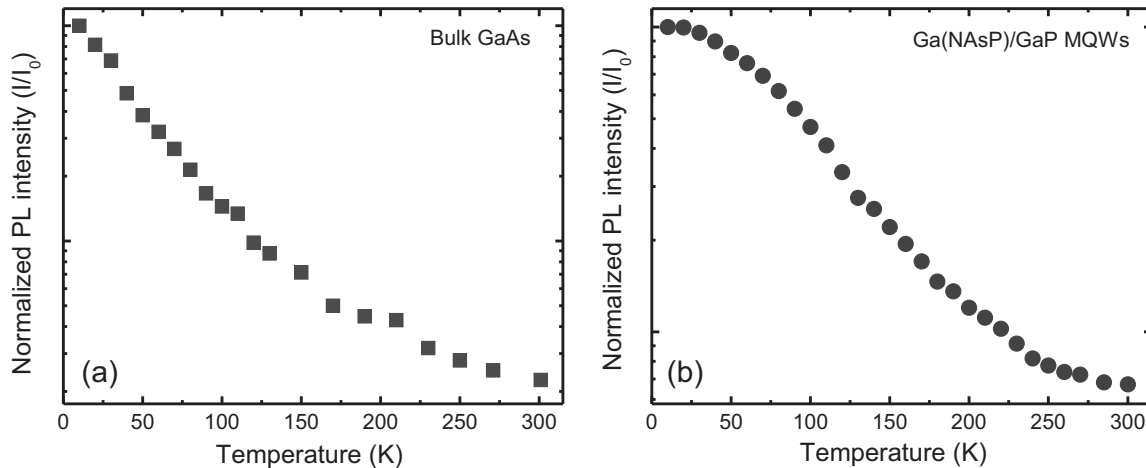 Bulk GaAs
Normalized PL intensity (I/I₀)
(a)
0 50 100 150 200 250 300
Temperature (K)
Ga(NAsP)/GaP MQWs
Normalized PL intensity (I/I₀)
(b)
0 50 100 150 200 250 300
Temperature (K)